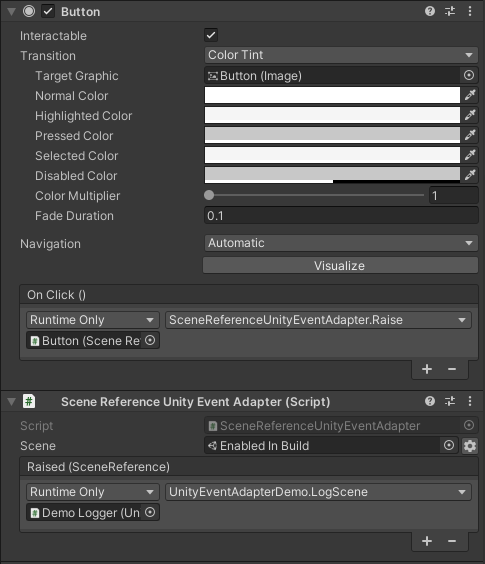 Button
Interactable
Transition Color Tint
Target Graphic Button (Image)
Normal Color
Highlighted Color
Pressed Color
Selected Color
Disabled Color
Color Multiplier 1
Fade Duration 0.1
Navigation Automatic
Visualize
On Click ()
Runtime Only SceneReferenceUnityEventAdapter.Raise
Button (Scene Re
Scene Reference Unity Event Adapter (Script)
Script SceneReferenceUnityEventAdapter
Scene Enabled In Build
Raised (SceneReference)
Runtime Only UnityEventAdapterDemo.LogScene
Demo Logger (Un